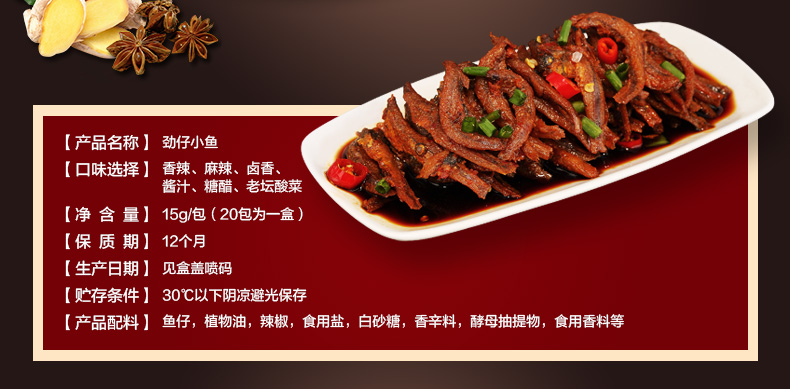 【产品名称】 劲仔小鱼
【口味选择】 香辣、麻辣、卤香、
酱汁、糖醋、老坛酸菜
【净 含 量】 15g/包（20包为一盒）
【保 质 期】 12个月
【生产日期】 见盒盖喷码
【贮存条件】 30℃以下阴凉避光保存
【产品配料】 鱼仔，植物油，辣椒，食用盐，白砂糖，香辛料，酵母抽提物，食用香料等